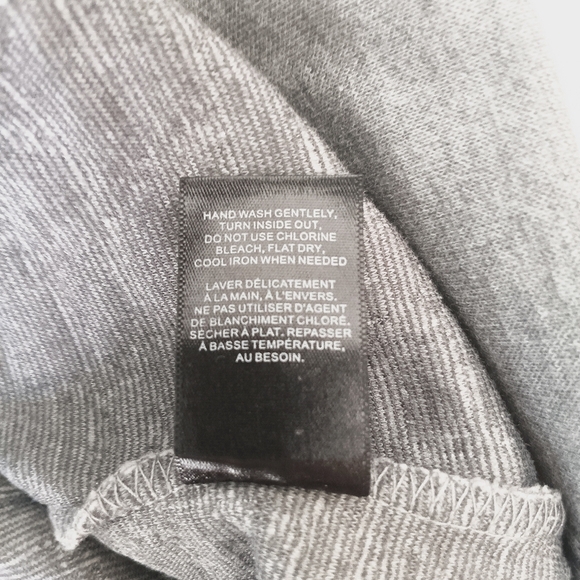 HAND WASH GENTLELY,
TURN INSIDE OUT,
DO NOT USE CHLORINE
BLEACH, FLAT DRY,
COOL IRON WHEN NEEDED
LAVER DÉLICATEMENT
À LA MAIN, À L'ENVERS.
NE PAS UTILISER D'AGENT
DE BLANCHIMENT CHLORÉ.
SÉCHER À PLAT. REPASSER
À BASSE TEMPÉRATURE,
AU BESOIN.